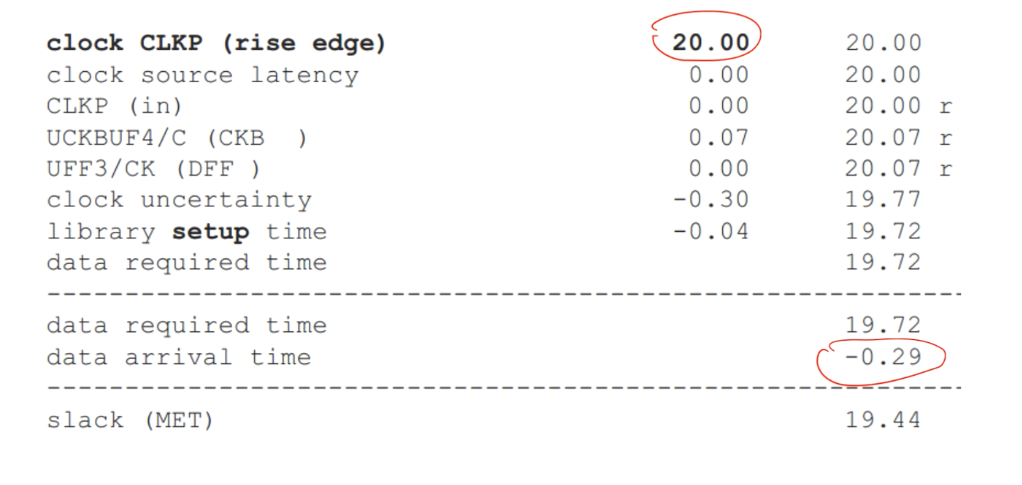 clock CLKP (rise edge) 20.00 20.00
clock source latency 0.00 20.00
CLKP (in) 0.00 20.00 r
UCKBUF4/C (CKB ) 0.07 20.07 r
UFF3/CK (DFF ) 0.00 20.07 r
clock uncertainty -0.30 19.77
library setup time -0.04 19.72
data required time 19.72
---------------------------------------------------------------
data required time 19.72
data arrival time -0.29
---------------------------------------------------------------
slack (MET) 19.44